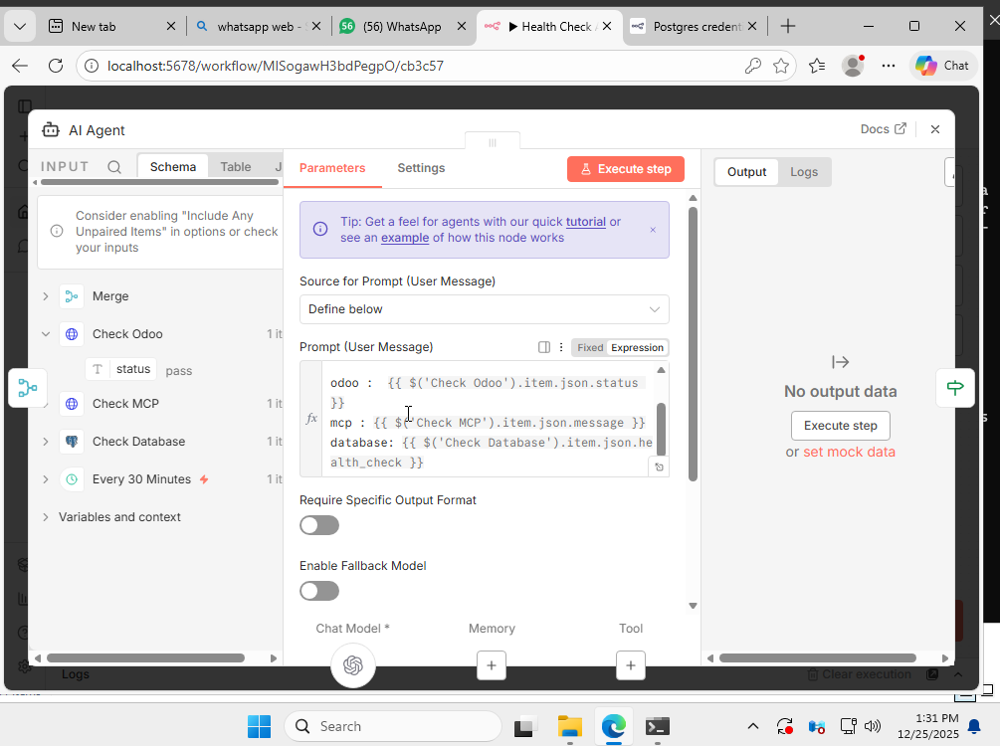 New tab
whatsapp web -
56
(56) WhatsApp
▶ Health Check
Postgres credent
localhost:5678/workflow/MISogawH3bdPegpO/cb3c57
Chat
AI Agent
Docs
INPUT
Schema
Table
J
Parameters
Settings
Execute step
Output
Logs
Consider enabling "Include Any
Unpaired Items" in options or check
your inputs
Tip: Get a feel for agents with our quick tutorial or
see an example of how this node works
Merge
Check Odoo
1 it
T status
pass
Check MCP
1 it
Check Database
1 it
Every 30 Minutes
1 it
Variables and context
Source for Prompt (User Message)
Define below
Prompt (User Message)
Fixed
Expression
fx
odoo : {{ $('Check Odoo').item.json.status
}}
mcp : {{ $('Check MCP').item.json.message }}
database: {{ $('Check Database').item.json.he
alth_check }}
Require Specific Output Format
Enable Fallback Model
Chat Model *
Memory
Tool
No output data
Execute step
or set mock data
Logs
Clear execution
Search
1:31 PM
12/25/2025